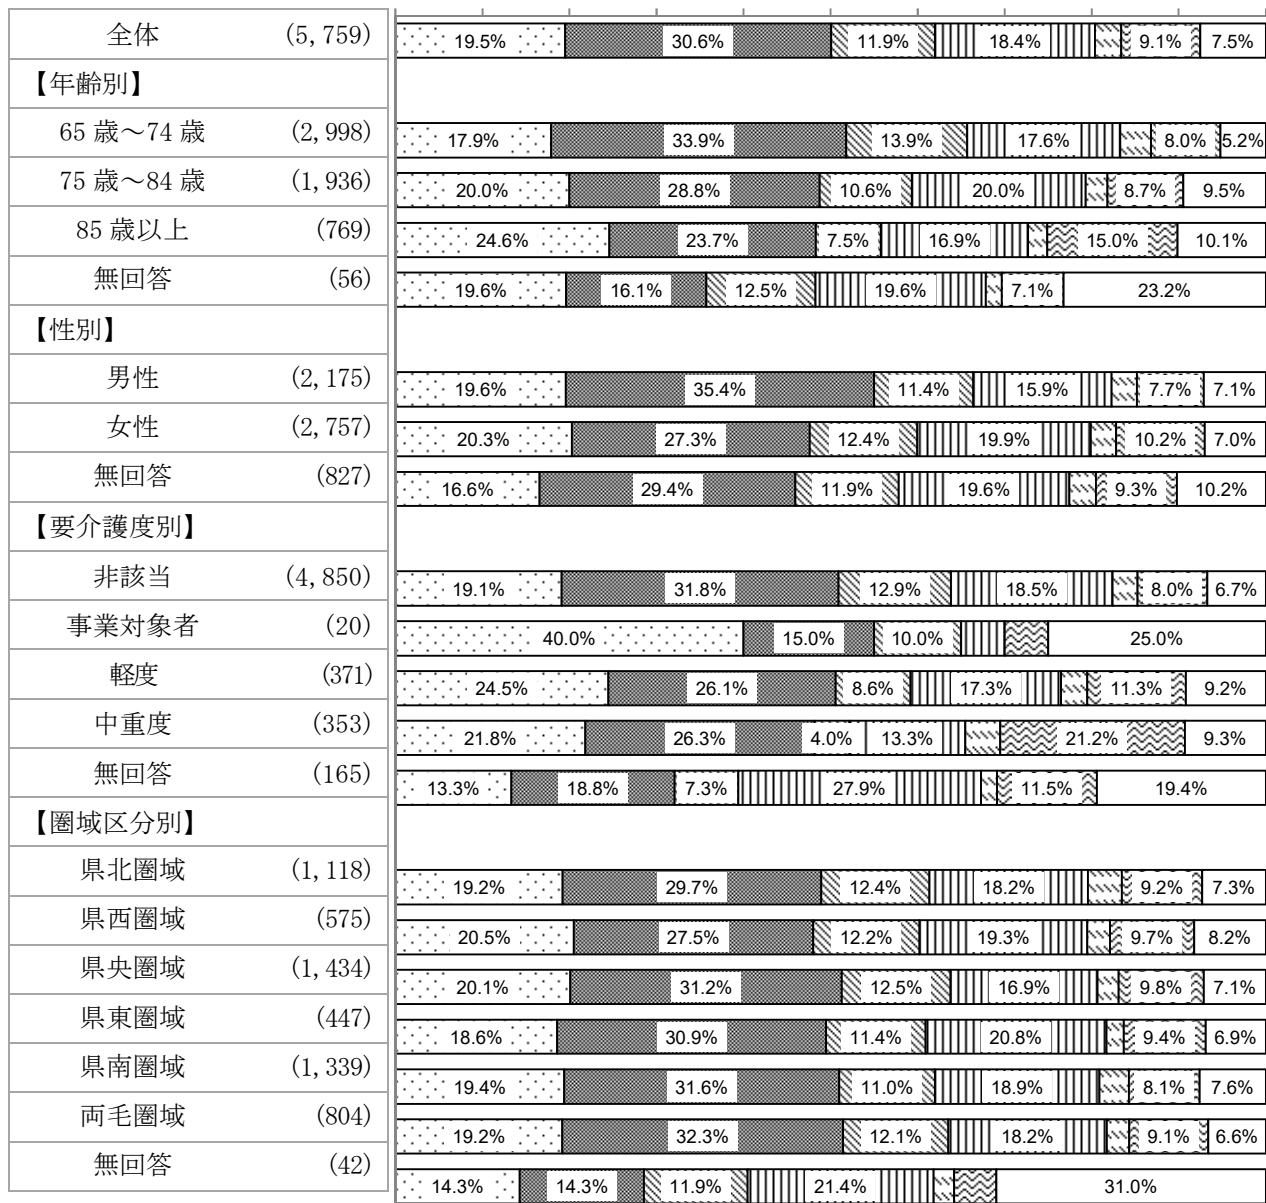 全体 (5,759) 19.5% 30.6% 11.9% 18.4% 9.1% 7.5%
【年齢別】
65歳～74歳 (2,998) 17.9% 33.9% 13.9% 17.6% 8.0% 5.2%
75歳～84歳 (1,936) 20.0% 28.8% 10.6% 20.0% 8.7% 9.5%
85歳以上 (769) 24.6% 23.7% 7.5% 16.9% 15.0% 10.1%
無回答 (56) 19.6% 16.1% 12.5% 19.6% 7.1% 23.2%
【性別】
男性 (2,175) 19.6% 35.4% 11.4% 15.9% 7.7% 7.1%
女性 (2,757) 20.3% 27.3% 12.4% 19.9% 10.2% 7.0%
無回答 (827) 16.6% 29.4% 11.9% 19.6% 9.3% 10.2%
【要介護度別】
非該当 (4,850) 19.1% 31.8% 12.9% 18.5% 8.0% 6.7%
事業対象者 (20) 40.0% 15.0% 10.0% 25.0%
軽度 (371) 24.5% 26.1% 8.6% 17.3% 11.3% 9.2%
中重度 (353) 21.8% 26.3% 4.0% 13.3% 21.2% 9.3%
無回答 (165) 13.3% 18.8% 7.3% 27.9% 11.5% 19.4%
【圏域区分別】
県北圏域 (1,118) 19.2% 29.7% 12.4% 18.2% 9.2% 7.3%
県西圏域 (575) 20.5% 27.5% 12.2% 19.3% 9.7% 8.2%
県央圏域 (1,434) 20.1% 31.2% 12.5% 16.9% 9.8% 7.1%
県東圏域 (447) 18.6% 30.9% 11.4% 20.8% 9.4% 6.9%
県南圏域 (1,339) 19.4% 31.6% 11.0% 18.9% 8.1% 7.6%
両毛圏域 (804) 19.2% 32.3% 12.1% 18.2% 9.1% 6.6%
無回答 (42) 14.3% 14.3% 11.9% 21.4% 31.0%